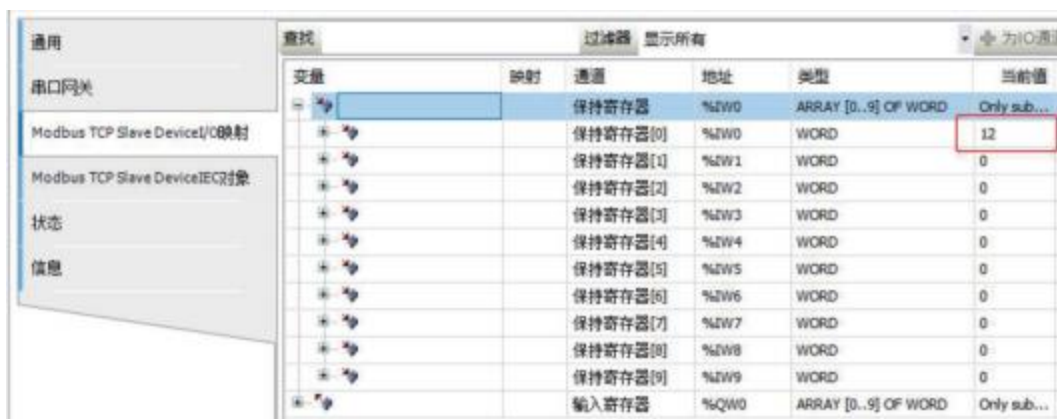 通用
串口网关
Modbus TCP Slave DeviceI/O映射
Modbus TCP Slave DeviceIEC对象
状态
信息
查找 过滤器 显示所有 为IO通
变量 映射 通道 地址 类型 当前值
保持寄存器 %IW0 ARRAY [0..9] OF WORD Only sub...
保持寄存器[0] %IW0 WORD 12
保持寄存器[1] %IW1 WORD 0
保持寄存器[2] %IW2 WORD 0
保持寄存器[3] %IW3 WORD 0
保持寄存器[4] %IW4 WORD 0
保持寄存器[5] %IW5 WORD 0
保持寄存器[6] %IW6 WORD 0
保持寄存器[7] %IW7 WORD 0
保持寄存器[8] %IW8 WORD 0
保持寄存器[9] %IW9 WORD 0
输入寄存器 %QW0 ARRAY [0..9] OF WORD Only sub...